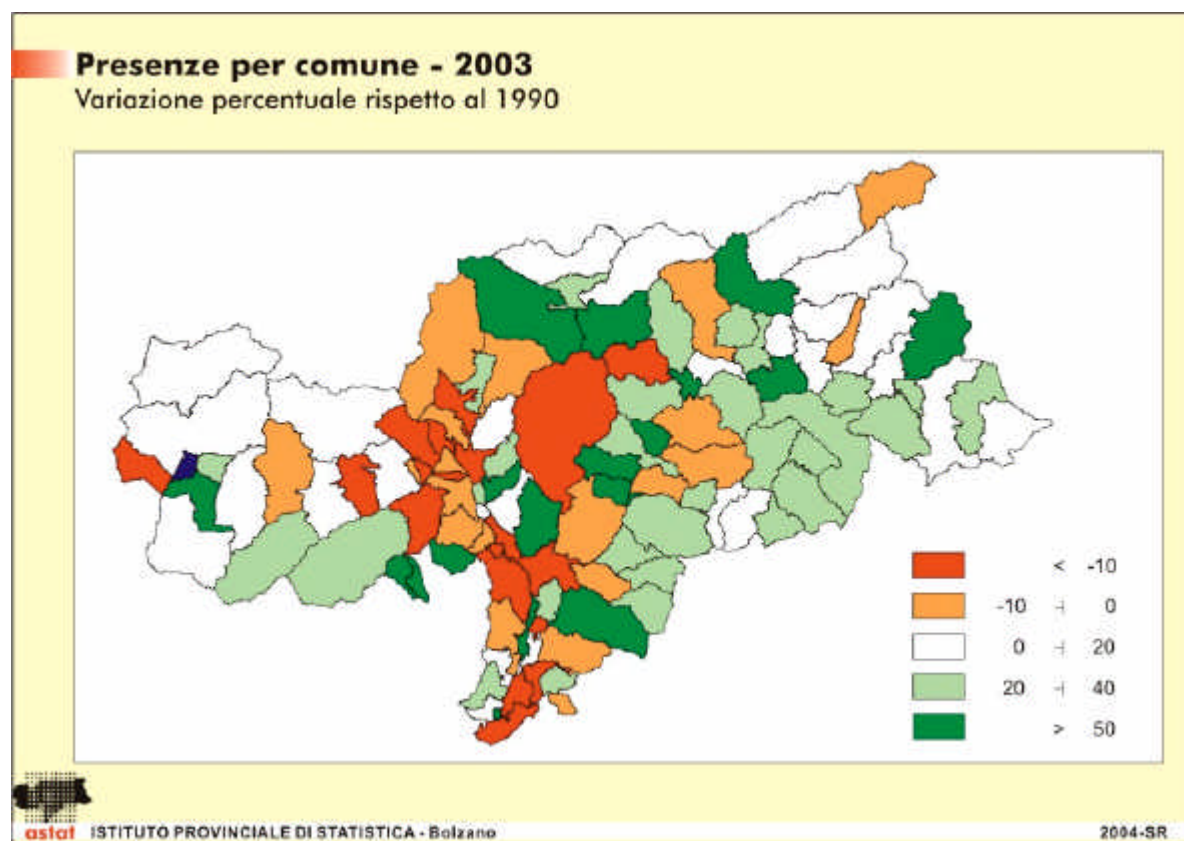 Presenze per comune - 2003
Variazione percentuale rispetto al 1990
< -10
-10 -| 0
0 -| 20
20 -| 40
> 50
astat ISTITUTO PROVINCIALE DI STATISTICA - Bolzano
2004-SR